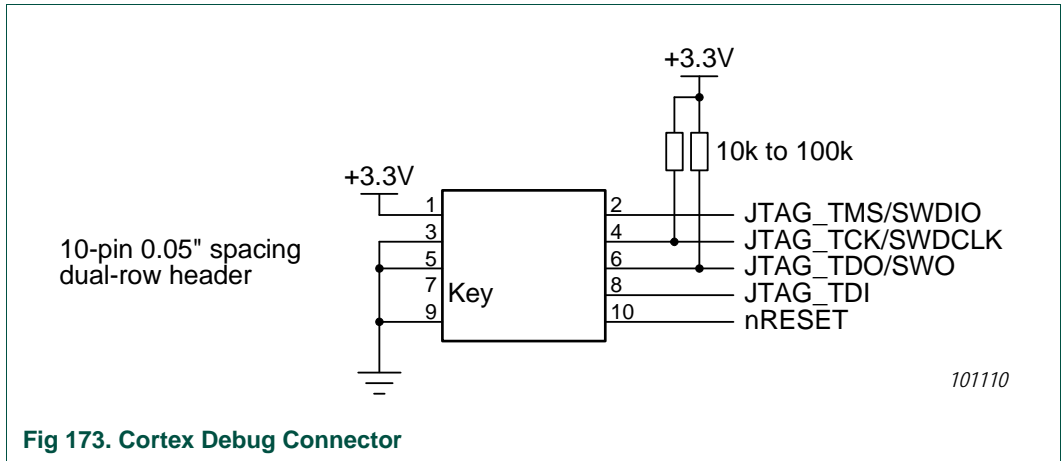 +3.3V
10k to 100k
+3.3V
1
2
JTAG_TMS/SWDIO
3
4
JTAG_TCK/SWDCLK
10-pin 0.05" spacing
dual-row header
5
6
JTAG_TDO/SWO
7
Key
8
JTAG_TDI
9
10
nRESET
101110
Fig 173. Cortex Debug Connector